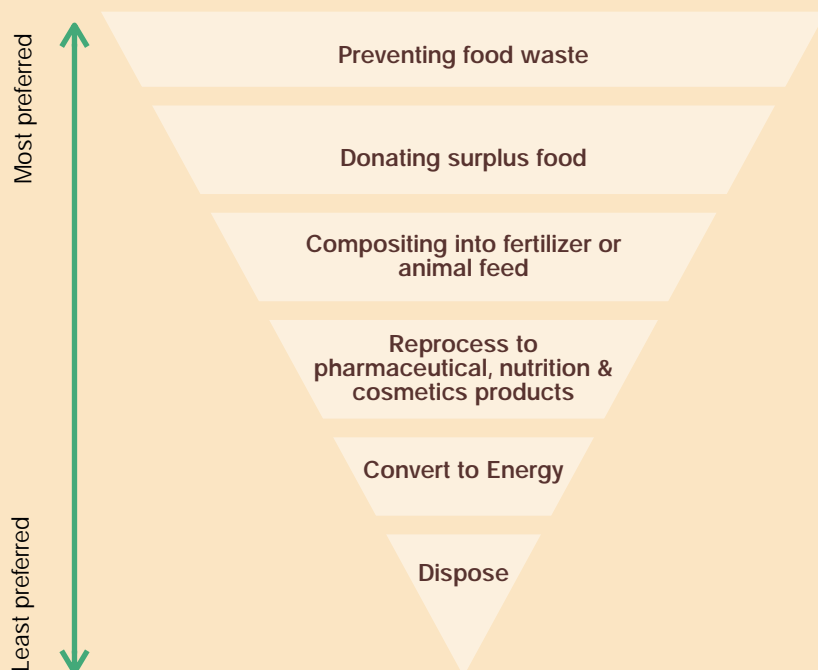 Most preferred
Preventing food waste
Donating surplus food
Compositing into fertilizer or
animal feed
Reprocess to
pharmaceutical, nutrition &
cosmetics products
Convert to Energy
Dispose
Least preferred